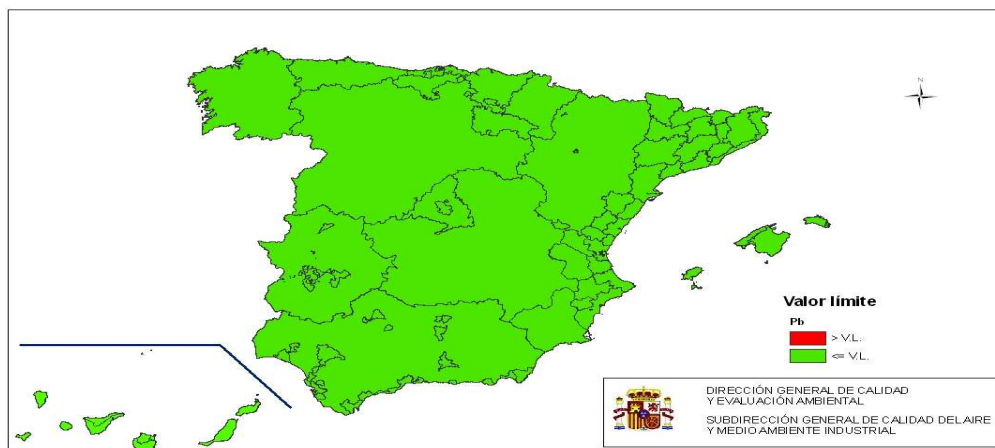 N
Valor límite
Pb
> V.L.
<= V.L.
DIRECCIÓN GENERAL DE CALIDAD
Y EVALUACIÓN AMBIENTAL
SUBDIRECCIÓN GENERAL DE CALIDAD DEL AIRE
Y MEDIO AMBIENTE INDUSTRIAL